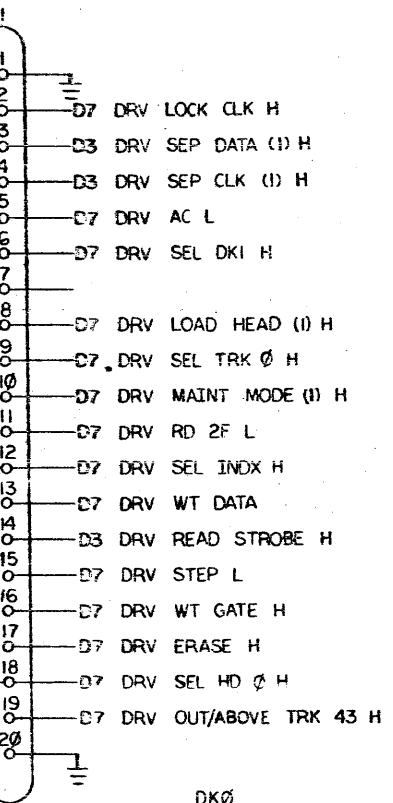 1
2 D7 DRV LOCK CLK H
3 D3 DRV SEP DATA (1) H
4 D3 DRV SEP CLK (1) H
5 D7 DRV AC L
6 D7 DRV SEL DK1 H
7
8 D7 DRV LOAD HEAD (1) H
9 D7 DRV SEL TRK Ø H
1Ø D7 DRV MAINT MODE (1) H
11 D7 DRV RD 2F L
12 D7 DRV SEL INDX H
13 D7 DRV WT DATA
14 D3 DRV READ STROBE H
15 D7 DRV STEP L
16 D7 DRV WT GATE H
17 D7 DRV ERASE H
18 D7 DRV SEL HD Ø H
19 D7 DRV OUT/ABOVE TRK 43 H
2Ø
DKØ